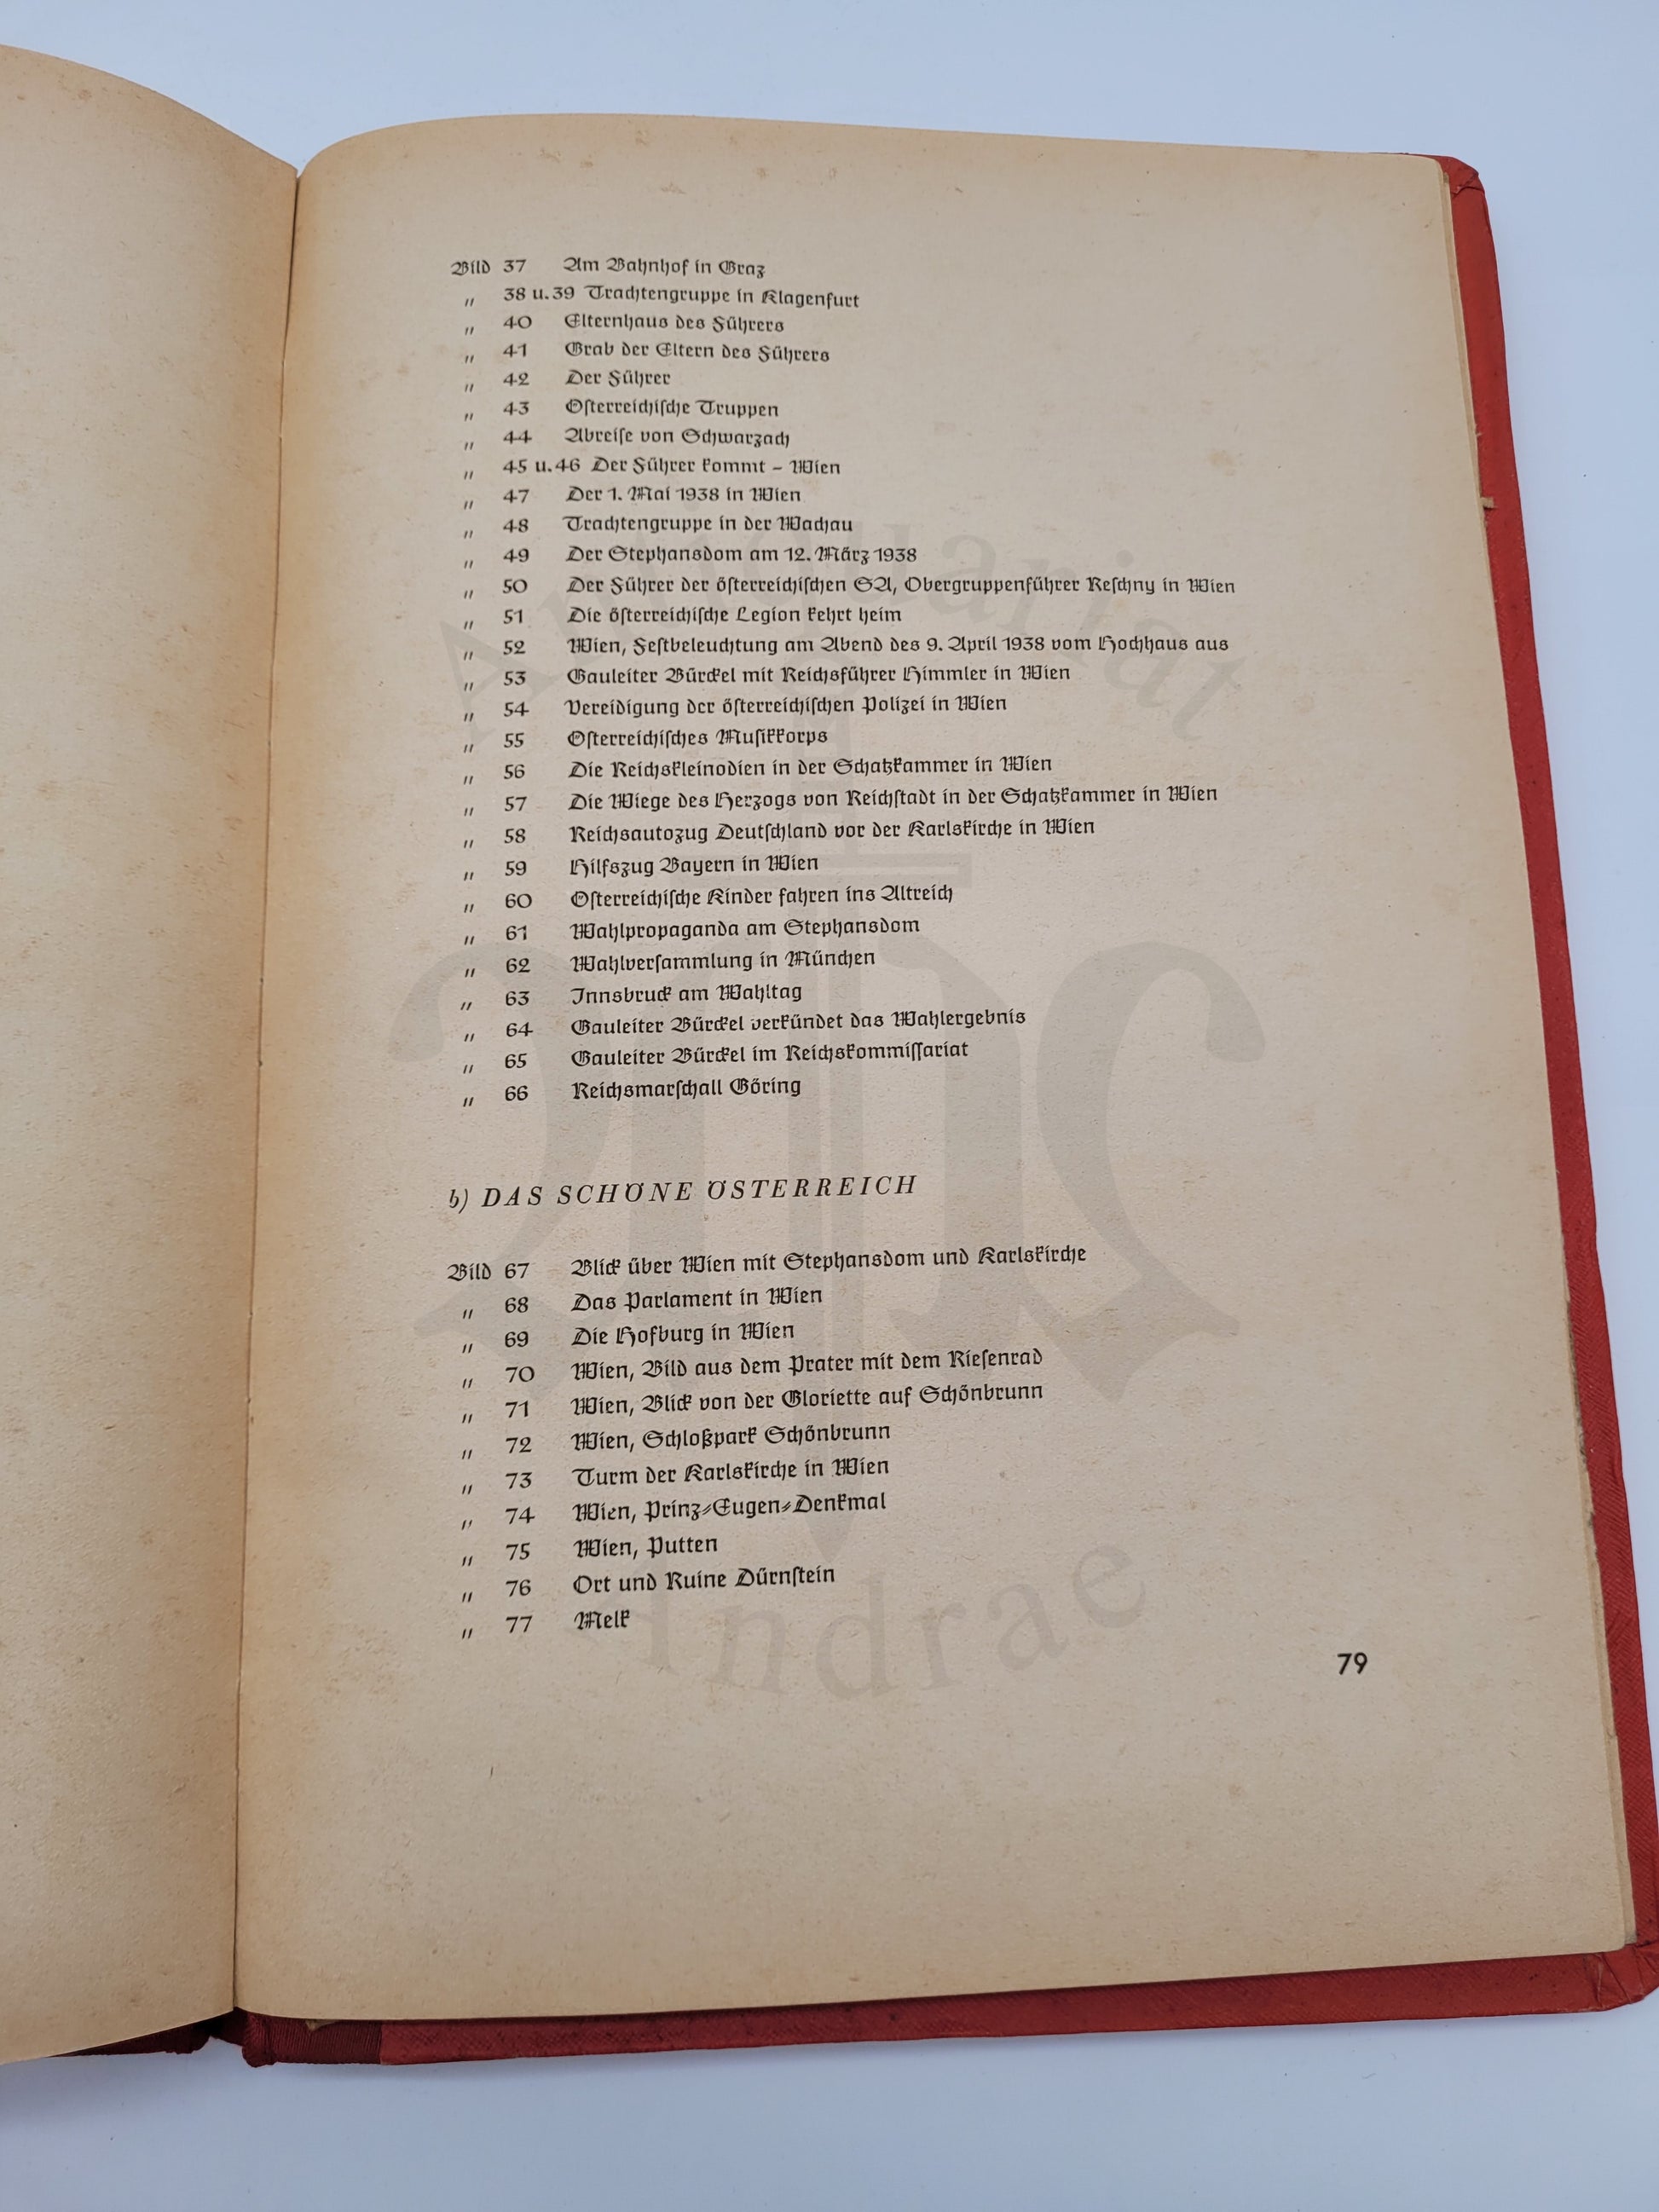 Bild 37 Am Bahnhof in Graz
„ 38 u. 39 Trachtengruppe in Klagenfurt
„ 40 Elternhaus des Führers
„ 41 Grab der Eltern des Führers
„ 42 Der Führer
„ 43 Österreichische Truppen
„ 44 Abreise von Schwarzach
„ 45 u. 46 Der Führer kommt – Wien
„ 47 Der 1. Mai 1938 in Wien
„ 48 Trachtengruppe in der Wachau
„ 49 Der Stephansdom am 12. März 1938
„ 50 Der Führer der österreichischen SA, Obergruppenführer Reschny in Wien
„ 51 Die österreichische Legion kehrt heim
„ 52 Wien, Festbeleuchtung am Abend des 9. April 1938 vom Hochhaus aus
„ 53 Gauleiter Bürckel mit Reichsführer Himmler in Wien
„ 54 Vereidigung der österreichischen Polizei in Wien
„ 55 Österreichisches Musikkorps
„ 56 Die Reichskleinodien in der Schatzkammer in Wien
„ 57 Die Wiege des Herzogs von Reichstadt in der Schatzkammer in Wien
„ 58 Reichsautozug Deutschland vor der Karlskirche in Wien
„ 59 Hilfszug Bayern in Wien
„ 60 Österreichische Kinder fahren ins Altreich
„ 61 Wahlpropaganda am Stephansdom
„ 62 Wahlversammlung in München
„ 63 Innsbruck am Wahltag
„ 64 Gauleiter Bürckel verkündet das Wahlergebnis
„ 65 Gauleiter Bürckel im Reichskommissariat
„ 66 Reichsmarschall Göring
b) DAS SCHÖNE ÖSTERREICH
Bild 67 Blick über Wien mit Stephansdom und Karlskirche
„ 68 Das Parlament in Wien
„ 69 Die Hofburg in Wien
„ 70 Wien, Bild aus dem Prater mit dem Riesenrad
„ 71 Wien, Blick von der Gloriette auf Schönbrunn
„ 72 Wien, Schloßpark Schönbrunn
„ 73 Turm der Karlskirche in Wien
„ 74 Wien, Prinz-Eugen-Denkmal
„ 75 Wien, Putten
„ 76 Ort und Ruine Dürnstein
„ 77 Melk
79
Antiquariat
Andrae